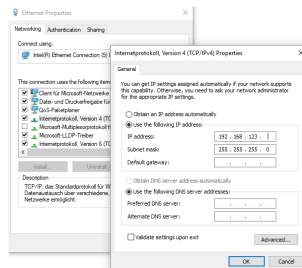 Ethernet Properties
Networking Authentication Sharing
Connect using:
Intel(R) Ethernet Connection (5) I
This connection uses the following item
Client für Microsoft-Netzwerke
Datei- und Druckerfreigabe für
QoS-Paketplaner
Internetprotokoll, Version 4 (TC
Microsoft-Multiplexorprotokoll f
Microsoft-LLDP-Treiber
Internetprotokoll, Version 6 (TC
Install...
Uninstall
Description
TCP/IP, das Standardprotokoll für W
Datenaustausch über verschiedene,
Netzwerke ermöglicht.
Internetprotokoll, Version 4 (TCP/IPv4) Properties
General
You can get IP settings assigned automatically if your network supports
this capability. Otherwise, you need to ask your network administrator
for the appropriate IP settings.
Obtain an IP address automatically
Use the following IP address:
IP address: 192 . 168 . 123 .
Subnet mask: 255 . 255 . 255 . 0
Default gateway: . . .
Obtain DNS server address automatically
Use the following DNS server addresses:
Preferred DNS server: . . .
Alternate DNS server: . . .
Validate settings upon exit
Advanced...
OK Cancel